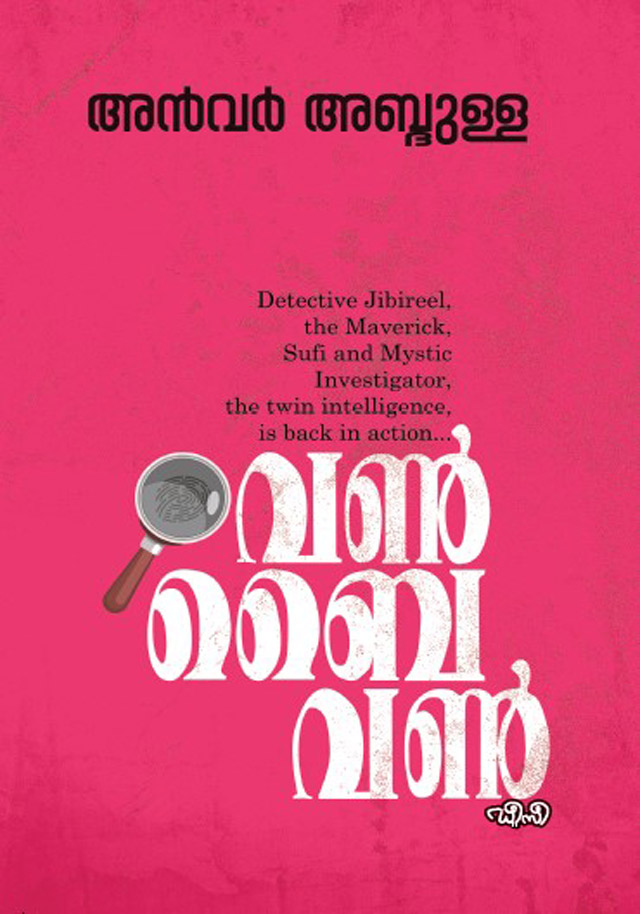 അൻവർ അബ്ദുള്ള
Detective Jibireel,
the Maverick,
Sufi and Mystic
Investigator,
the twin intelligence,
is back in action...
വൺ
ബൈ
വൺ
ഡിസി